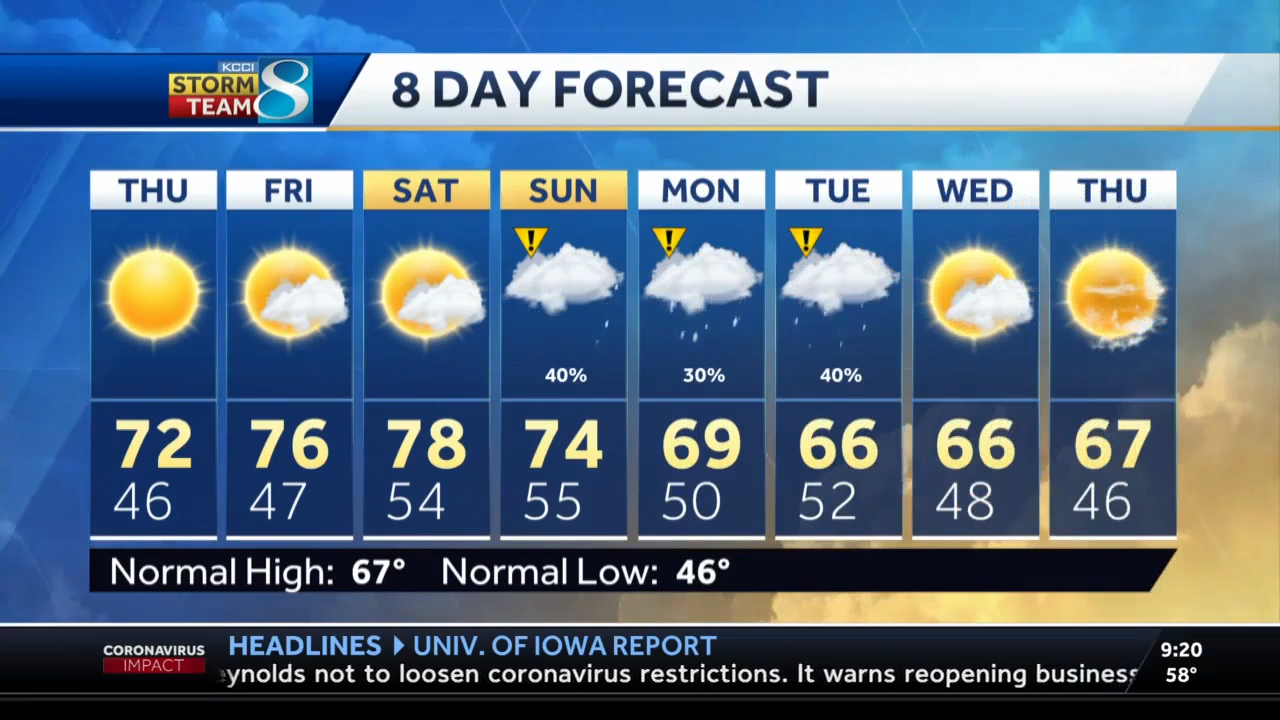 KCCI
STORM
TEAM 8
8 DAY FORECAST
THU FRI SAT SUN MON TUE WED THU
! ! !
40% 30% 40%
72 76 78 74 69 66 66 67
46 47 54 55 50 52 48 46
Normal High: 67° Normal Low: 46°
CORONAVIRUS
IMPACT
HEADLINES UNIV. OF IOWA REPORT
ynolds not to loosen coronavirus restrictions. It warns reopening business
9:20
58°